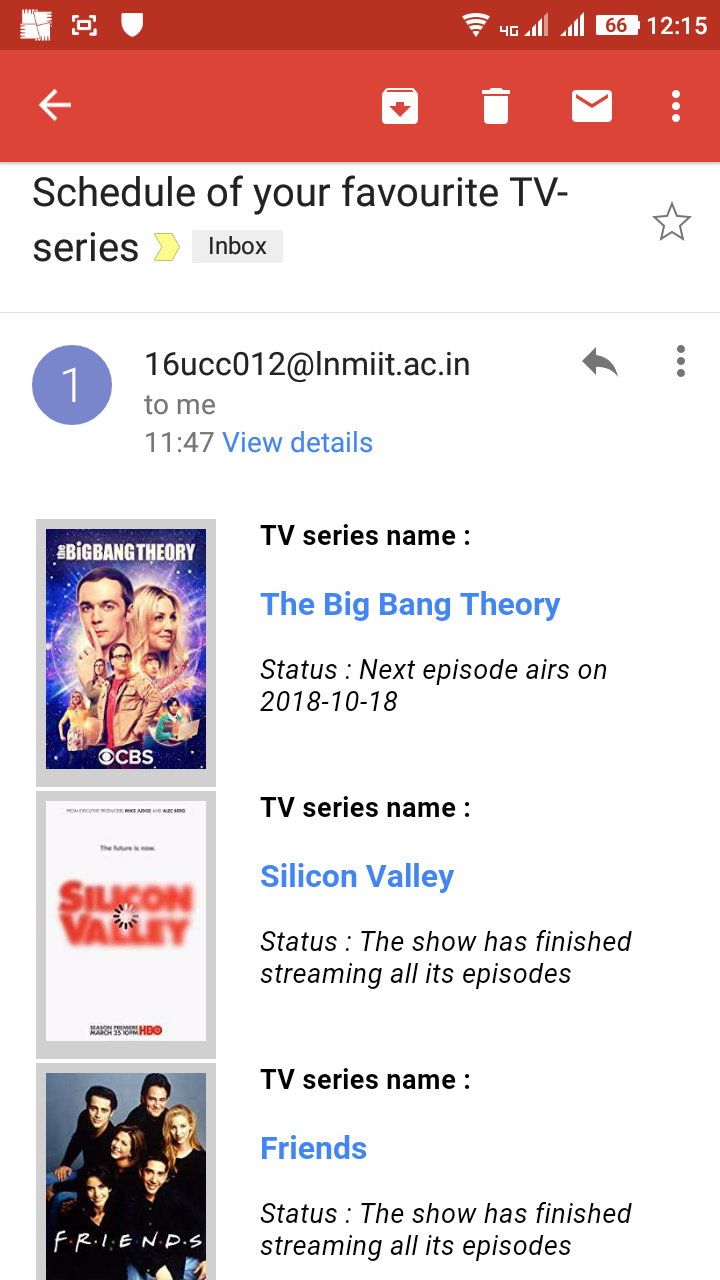 4G 66 12:15
Schedule of your favourite TV-
series Inbox
1
16ucc012@lnmiit.ac.in
to me
11:47 View details
the BiGBANGTHEORY
CBS
TV series name :
The Big Bang Theory
Status : Next episode airs on
2018-10-18
FROM EXECUTIVE PRODUCERS MIKE JUDGE AND ALEC BERG
The future is now.
SILICON
VALLEY
SEASON PREMIERE
MARCH 25 10PM HBO
TV series name :
Silicon Valley
Status : The show has finished
streaming all its episodes
F·R·I·E·N·D·S
TV series name :
Friends
Status : The show has finished
streaming all its episodes